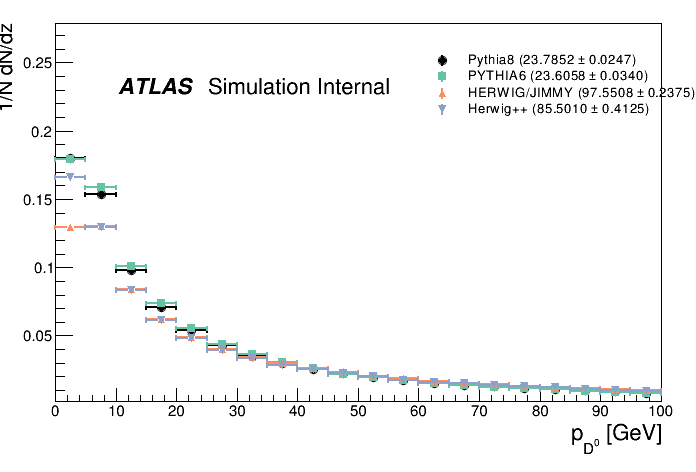 1/N dN/dz
ATLAS Simulation Internal
Pythia8 (23.7852 ± 0.0247)
PYTHIA6 (23.6058 ± 0.0340)
HERWIG/JIMMY (97.5508 ± 0.2375)
Herwig++ (85.5010 ± 0.4125)
0.25
0.2
0.15
0.1
0.05
0 10 20 30 40 50 60 70 80 90 100
p_D⁰ [GeV]